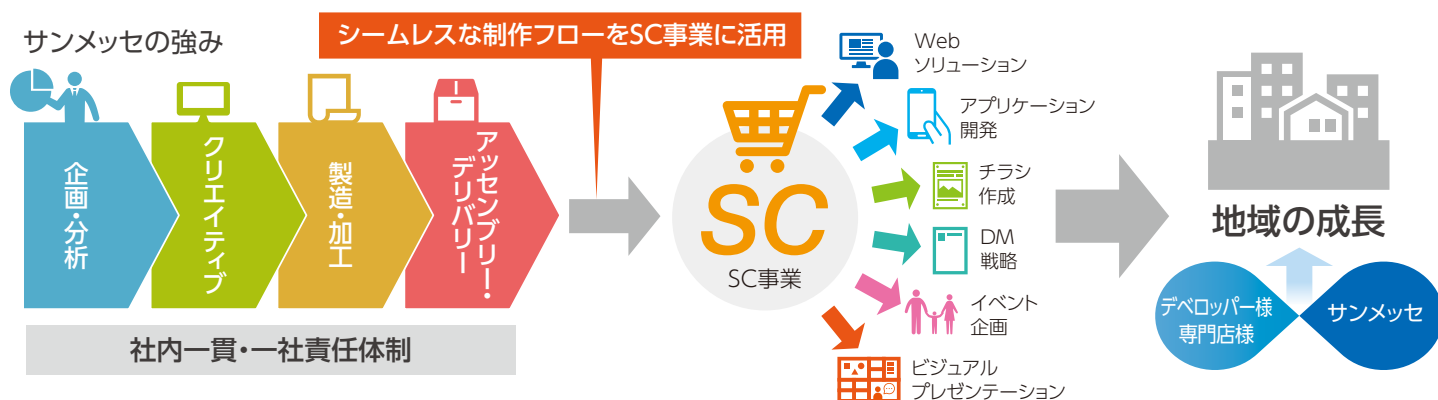 サンメッセの強み
シームレスな制作フローをSC事業に活用
企画・分析
クリエイティブ
製造・加工
アッセンブリー・
デリバリー
社内一貫・一社責任体制
SC
SC事業
Web
ソリューション
アプリケーション
開発
チラシ
作成
DM
戦略
イベント
企画
ビジュアル
プレゼンテーション
地域の成長
デベロッパー様
専門店様
サンメッセ